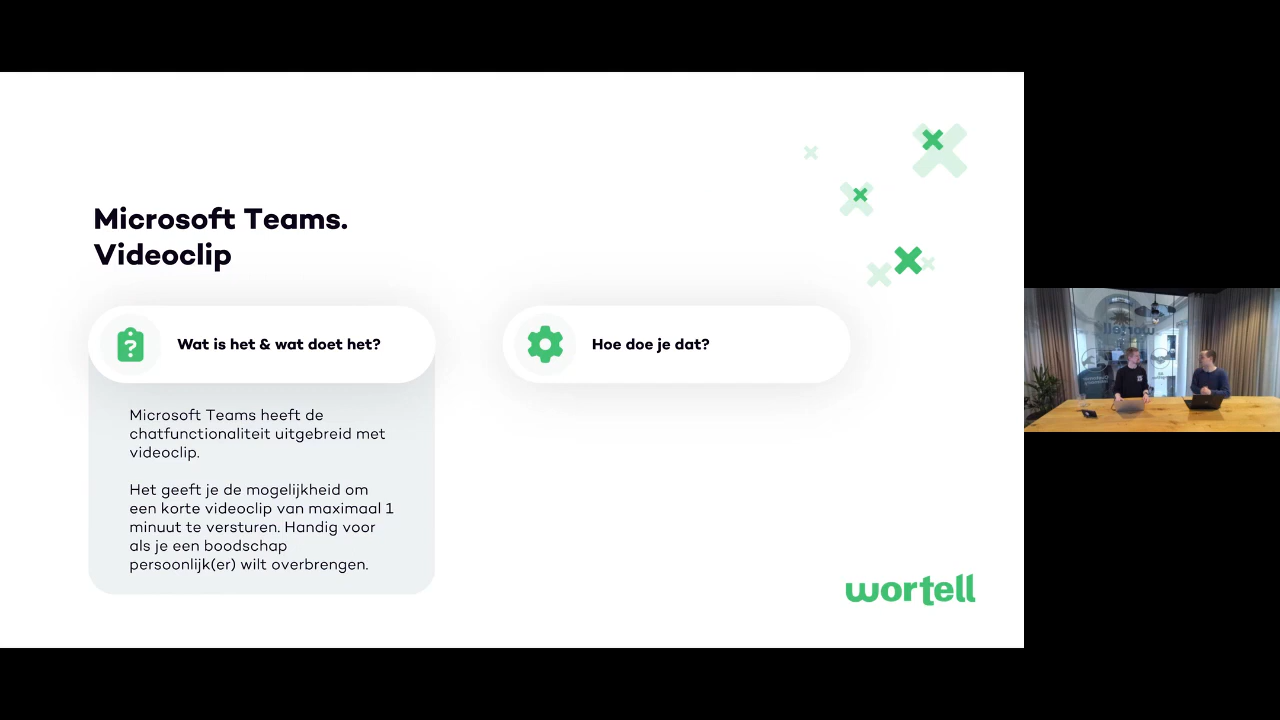 Microsoft Teams.
Videoclip
Wat is het & wat doet het?
Microsoft Teams heeft de
chatfunctionaliteit uitgebreid met
videoclip.
Het geeft je de mogelijkheid om
een korte videoclip van maximaal 1
minuut te versturen. Handig voor
als je een boodschap
persoonlijk(er) wilt overbrengen.
Hoe doe je dat?
wortell
wortell